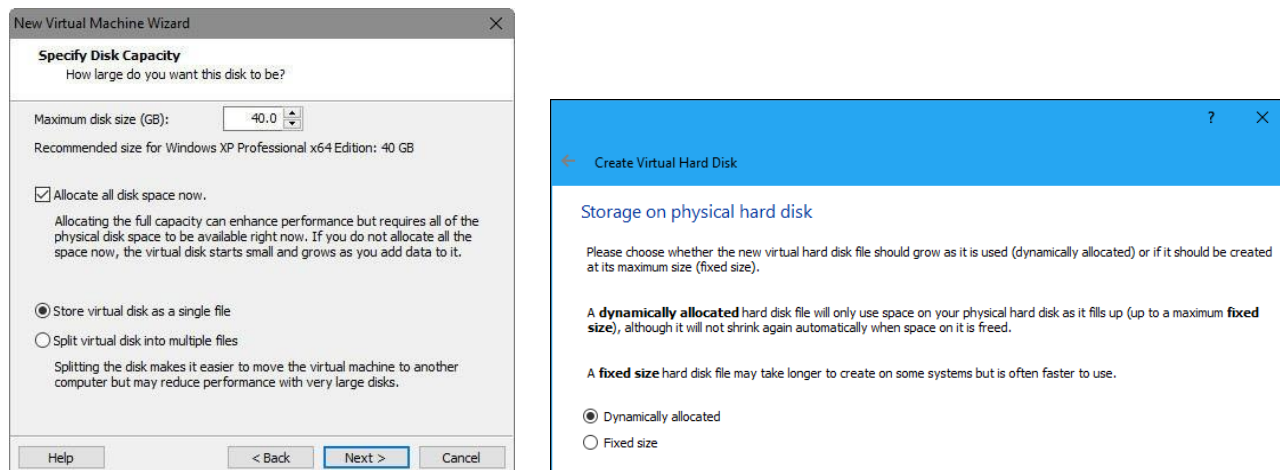 New Virtual Machine Wizard
Specify Disk Capacity
How large do you want this disk to be?
Maximum disk size (GB): 40.0
Recommended size for Windows XP Professional x64 Edition: 40 GB
Allocate all disk space now.
Allocating the full capacity can enhance performance but requires all of the
physical disk space to be available right now. If you do not allocate all the
space now, the virtual disk starts small and grows as you add data to it.
Store virtual disk as a single file
Split virtual disk into multiple files
Splitting the disk makes it easier to move the virtual machine to another
computer but may reduce performance with very large disks.
Help < Back Next > Cancel
?
Create Virtual Hard Disk
Storage on physical hard disk
Please choose whether the new virtual hard disk file should grow as it is used (dynamically allocated) or if it should be created
at its maximum size (fixed size).
A dynamically allocated hard disk file will only use space on your physical hard disk as it fills up (up to a maximum fixed
size), although it will not shrink again automatically when space on it is freed.
A fixed size hard disk file may take longer to create on some systems but is often faster to use.
Dynamically allocated
Fixed size